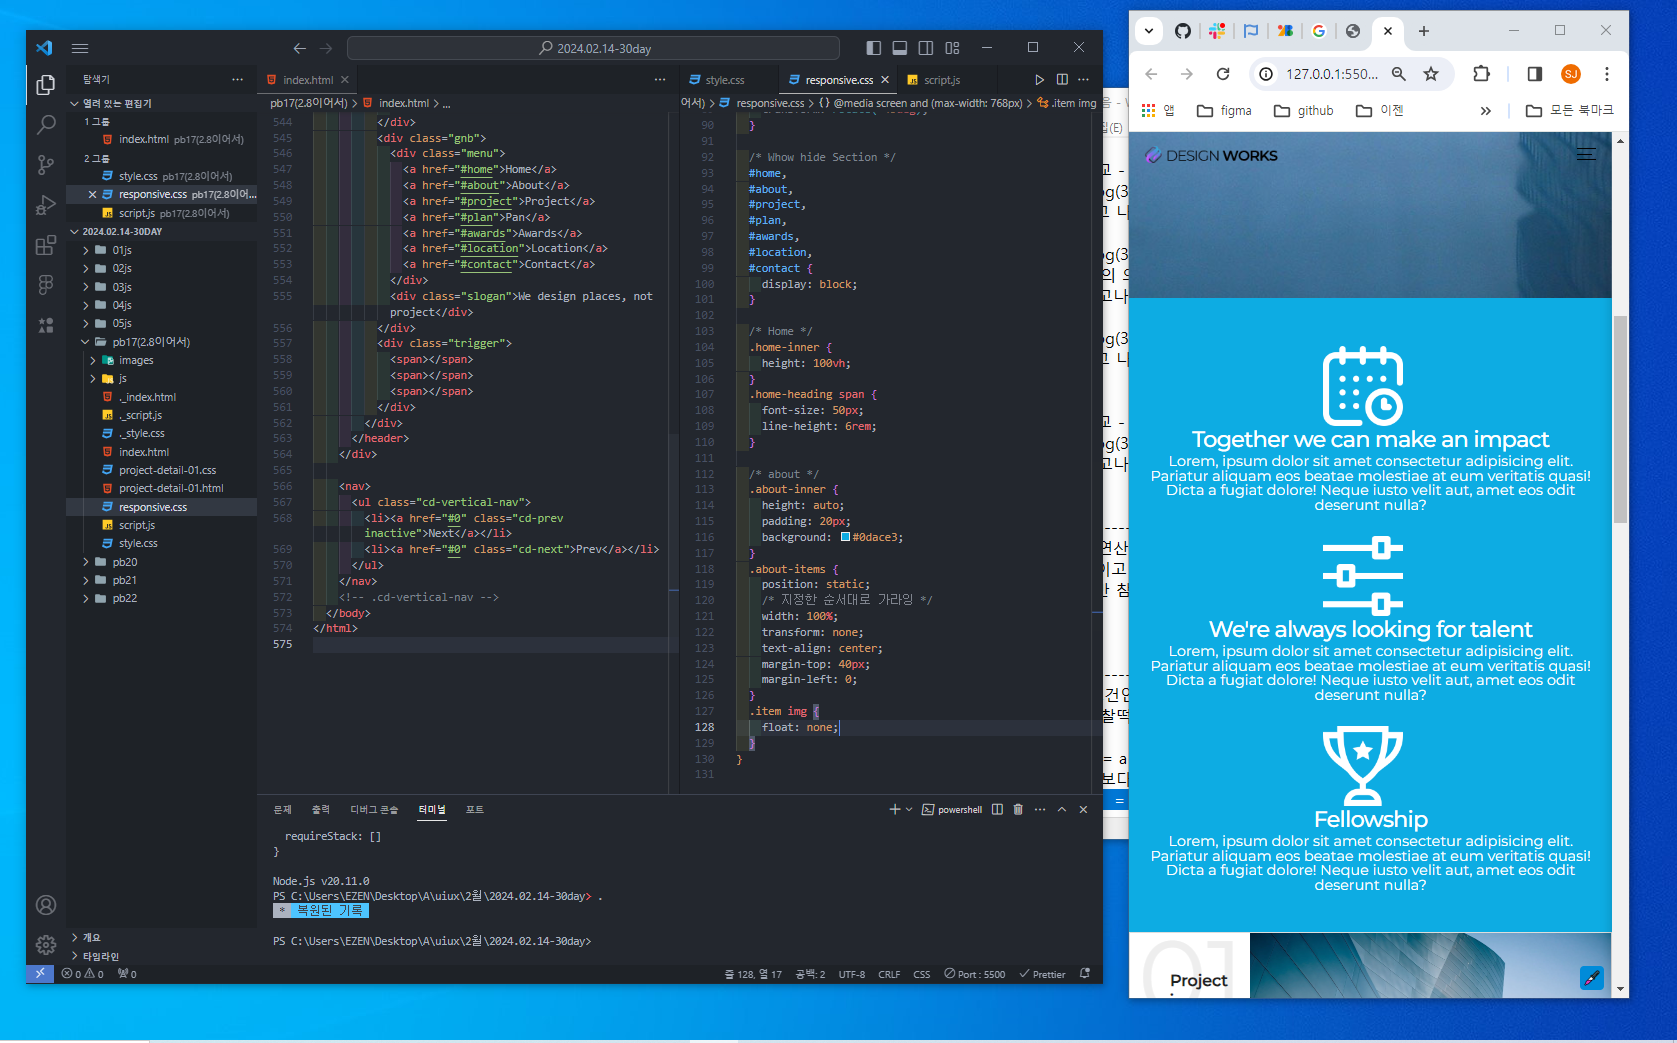 2024.02.14-30day
탐색기
열려 있는 편집기
1 그룹
index.html pb17(2.8이어서)
2 그룹
style.css pb17(2.8이어서)
responsive.css pb17(2.8이어...
script.js pb17(2.8이어서)
2024.02.14-30DAY
01js
02js
03js
04js
05js
pb17(2.8이어서)
images
js
._index.html
._script.js
._style.css
index.html
project-detail-01.css
project-detail-01.html
responsive.css
script.js
style.css
pb20
pb21
pb22
개요
타임라인
index.html
pb17(2.8이어서) > index.html > ...
544 </div>
545 <div class="gnb">
546 <div class="menu">
547 <a href="#home">Home</a>
548 <a href="#about">About</a>
549 <a href="#project">Project</a>
550 <a href="#plan">Pan</a>
551 <a href="#awards">Awards</a>
552 <a href="#location">Location</a>
553 <a href="#contact">Contact</a>
554 </div>
555 <div class="slogan">We design places, not
project</div>
556 </div>
557 <div class="trigger">
558 <span></span>
559 <span></span>
560 <span></span>
561 </div>
562 </div>
563 </header>
564 </div>
565
566 <nav>
567 <ul class="cd-vertical-nav">
568 <li><a href="#0" class="cd-prev
inactive">Next</a></li>
569 <li><a href="#0" class="cd-next">Prev</a></li>
570 </ul>
571 </nav>
572 <!-- .cd-vertical-nav -->
573 </body>
574 </html>
575
style.css
responsive.css
script.js
어서) > responsive.css > {} @media screen and (max-width: 768px) > .item img
90 }
91
92 /* Whow hide Section */
93 #home,
94 #about,
95 #project,
96 #plan,
97 #awards,
98 #location,
99 #contact {
100 display: block;
101 }
102
103 /* Home */
104 .home-inner {
105 height: 100vh;
106 }
107 .home-heading span {
108 font-size: 50px;
109 line-height: 6rem;
110 }
111
112 /* about */
113 .about-inner {
114 height: auto;
115 padding: 20px;
116 background: #0dace3;
117 }
118 .about-items {
119 position: static;
120 /* 지정한 순서대로 가라잉 */
121 width: 100%;
122 transform: none;
123 text-align: center;
124 margin-top: 40px;
125 margin-left: 0;
126 }
127 .item img {
128 float: none;
129 }
130 }
131
문제 출력 디버그 콘솔 터미널 포트
powershell
requireStack: []
}
Node.js v20.11.0
PS C:\Users\EZEN\Desktop\A\uiux\2월\2024.02.14-30day> .
* 복원된 기록
PS C:\Users\EZEN\Desktop\A\uiux\2월\2024.02.14-30day>
0 0 0
줄 128, 열 17 공백: 2 UTF-8 CRLF CSS Port : 5500 Prettier
127.0.0.1:550...
SJ
앱 figma github 이젠 » 모든 북마크
DESIGN WORKS
Together we can make an impact
Lorem, ipsum dolor sit amet consectetur adipisicing elit.
Pariatur aliquam eos beatae molestiae at eum veritatis quasi!
Dicta a fugiat dolore! Neque iusto velit aut, amet eos odit
deserunt nulla?
We're always looking for talent
Lorem, ipsum dolor sit amet consectetur adipisicing elit.
Pariatur aliquam eos beatae molestiae at eum veritatis quasi!
Dicta a fugiat dolore! Neque iusto velit aut, amet eos odit
deserunt nulla?
Fellowship
Lorem, ipsum dolor sit amet consectetur adipisicing elit.
Pariatur aliquam eos beatae molestiae at eum veritatis quasi!
Dicta a fugiat dolore! Neque iusto velit aut, amet eos odit
deserunt nulla?
01
Project